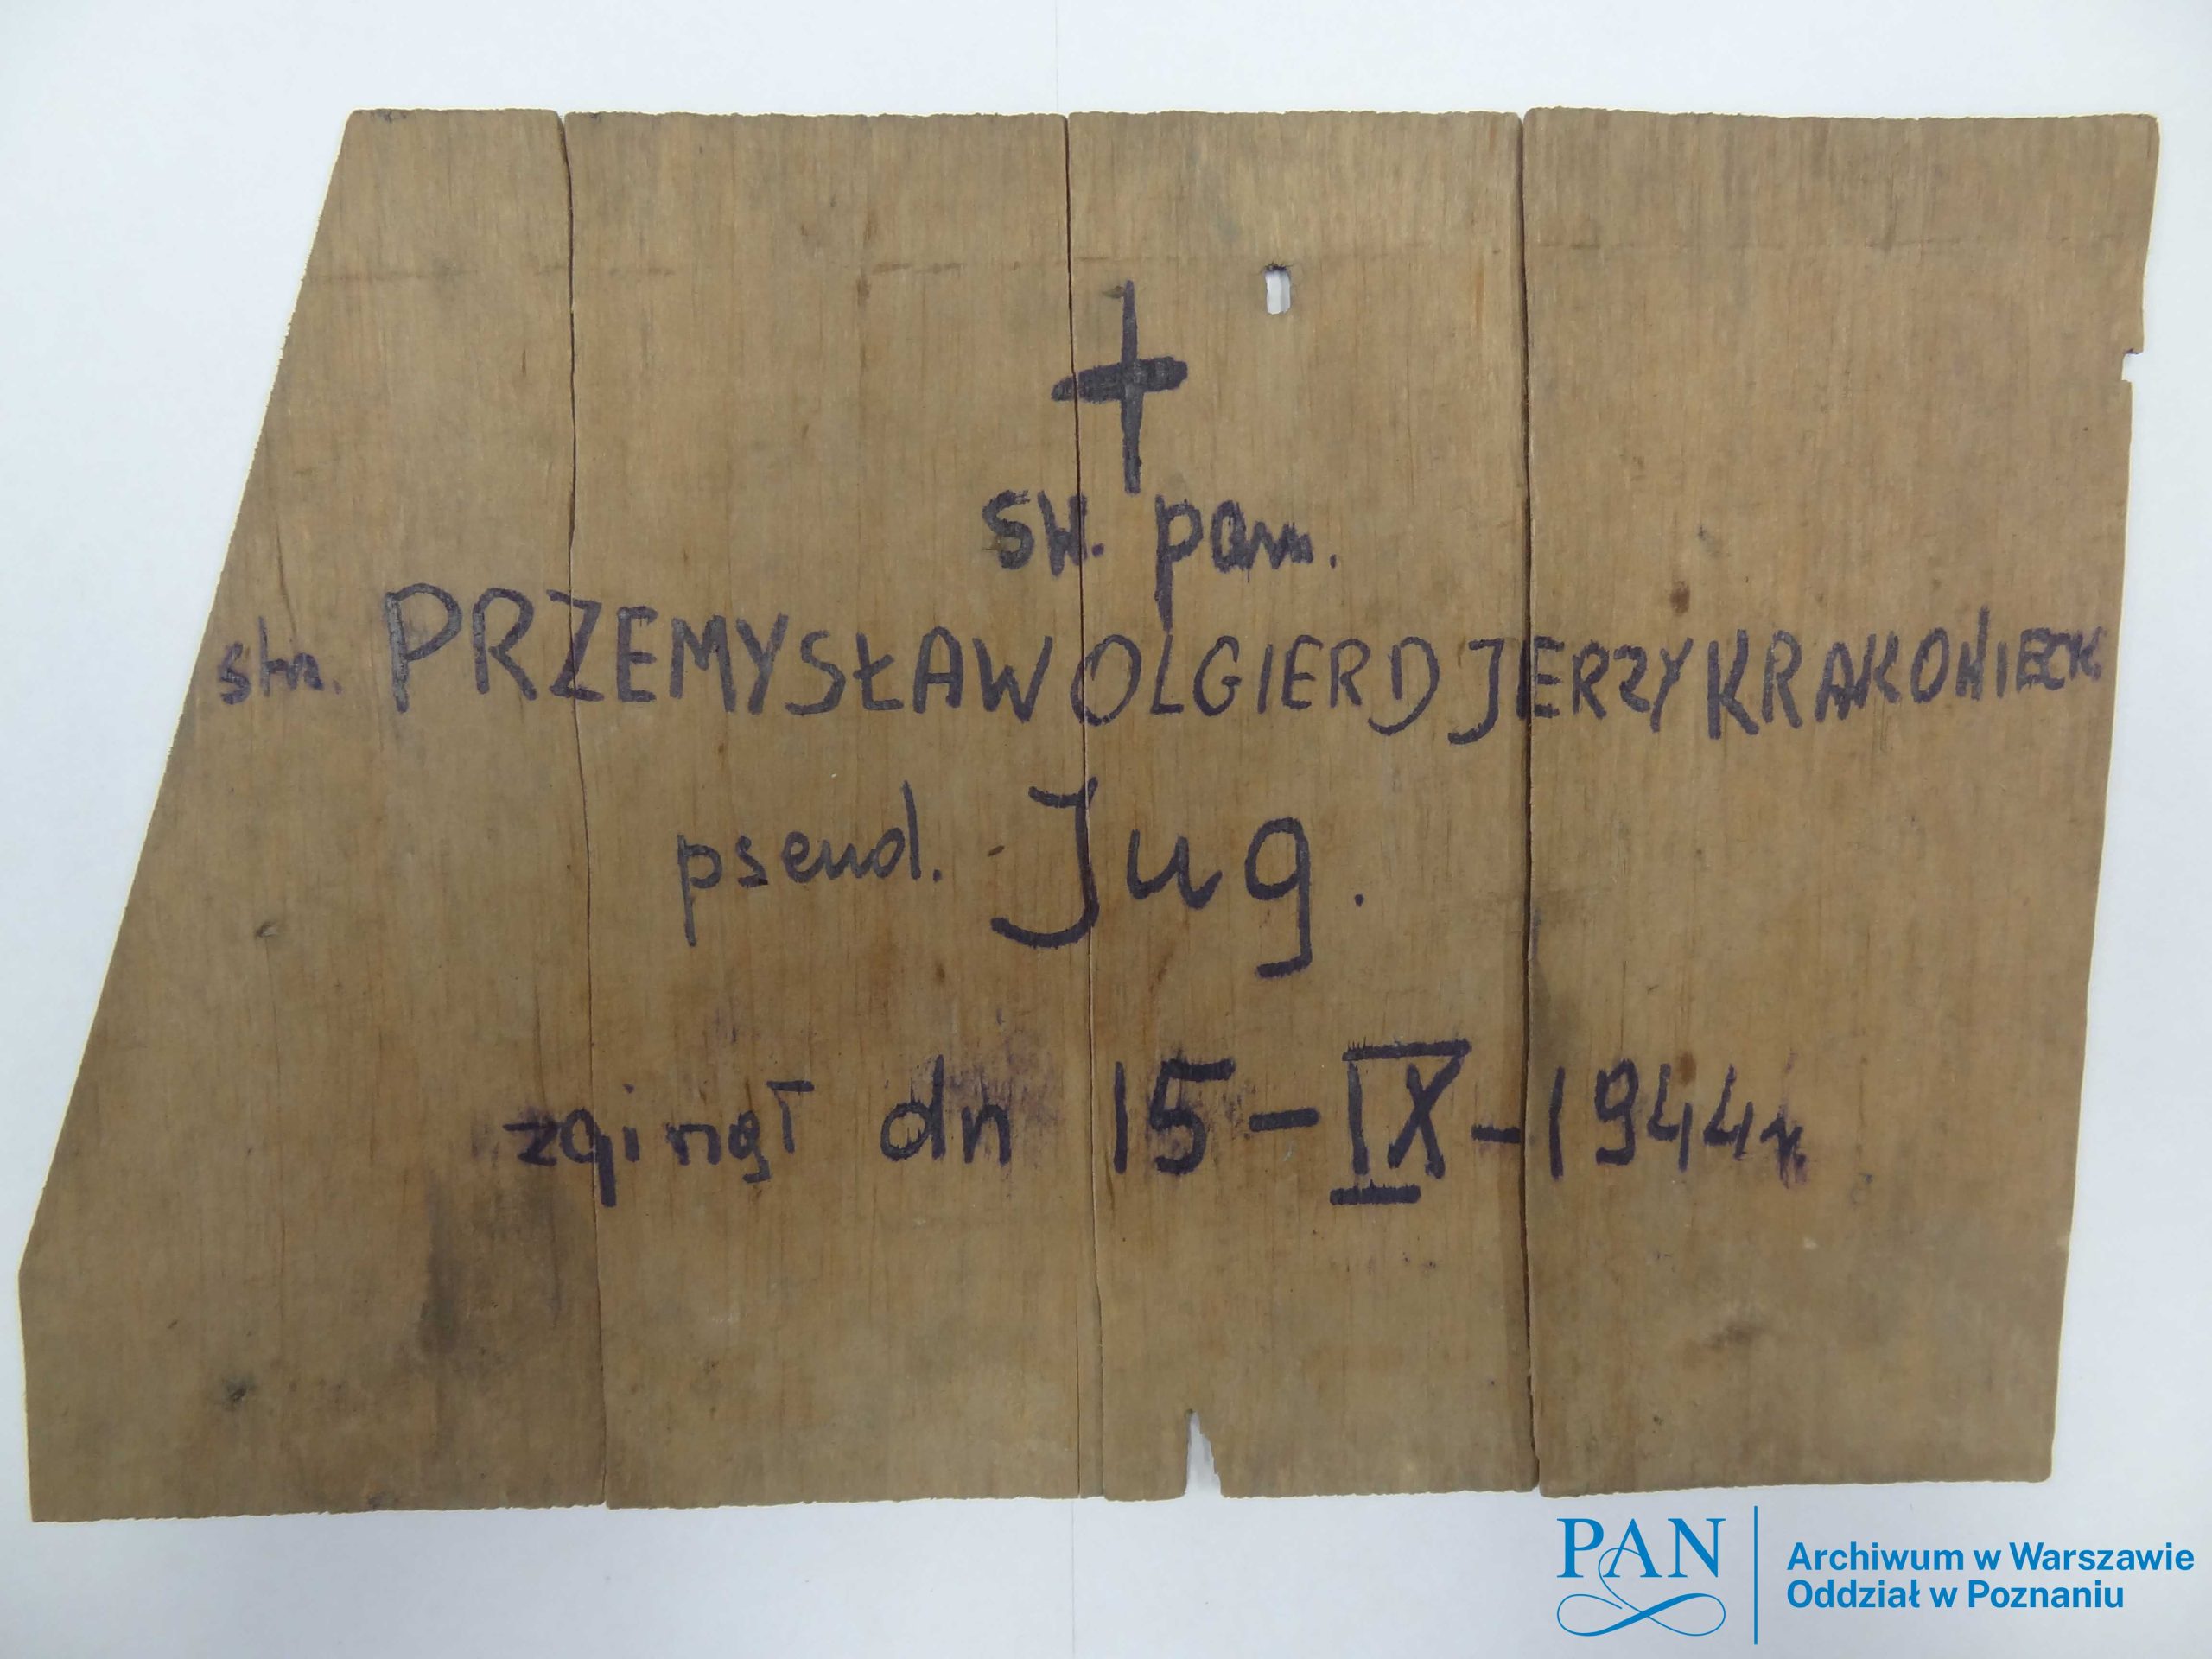 św. pam.
strz. PRZEMYSŁAW OLGIERD JERZY KRAKOWIECKI
pseud. Jug.
zginął dn 15-IX-1944r.
PAN
Archiwum w Warszawie
Oddział w Poznaniu